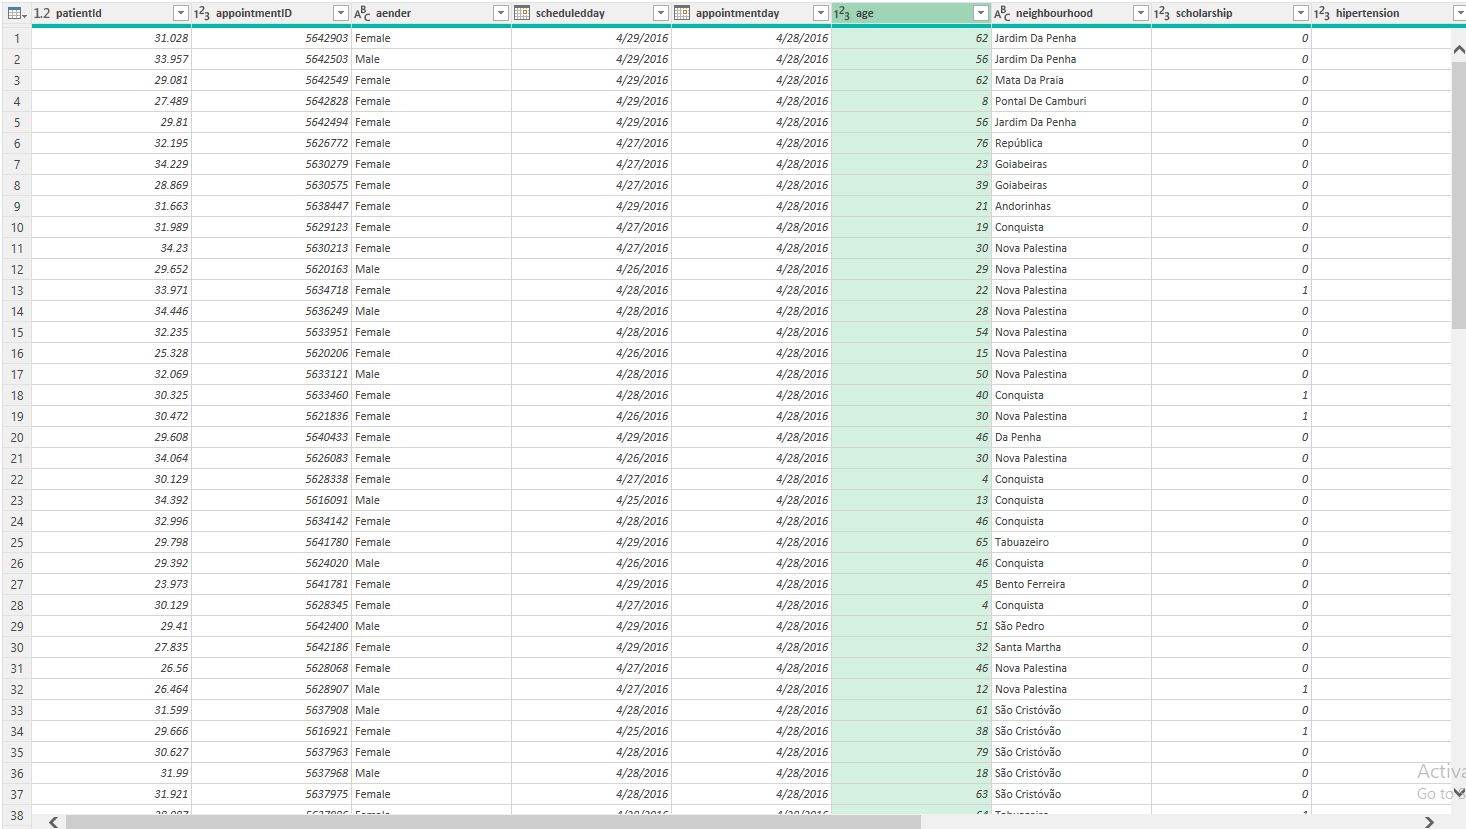 1.2 patientId 1²3 appointmentID ABC aender scheduledday appointmentday 1²3 age ABC neighbourhood 1²3 scholarship 1²3 hipertension
1 31.028 5642903 Female 4/29/2016 4/28/2016 62 Jardim Da Penha 0
2 33.957 5642503 Male 4/29/2016 4/28/2016 56 Jardim Da Penha 0
3 29.081 5642549 Female 4/29/2016 4/28/2016 62 Mata Da Praia 0
4 27.489 5642828 Female 4/29/2016 4/28/2016 8 Pontal De Camburi 0
5 29.81 5642494 Female 4/29/2016 4/28/2016 56 Jardim Da Penha 0
6 32.195 5626772 Female 4/27/2016 4/28/2016 76 República 0
7 34.229 5630279 Female 4/27/2016 4/28/2016 23 Goiabeiras 0
8 28.869 5630575 Female 4/27/2016 4/28/2016 39 Goiabeiras 0
9 31.663 5638447 Female 4/29/2016 4/28/2016 21 Andorinhas 0
10 31.989 5629123 Female 4/27/2016 4/28/2016 19 Conquista 0
11 34.23 5630213 Female 4/27/2016 4/28/2016 30 Nova Palestina 0
12 29.652 5620163 Male 4/26/2016 4/28/2016 29 Nova Palestina 0
13 33.971 5634718 Female 4/28/2016 4/28/2016 22 Nova Palestina 1
14 34.446 5636249 Male 4/28/2016 4/28/2016 28 Nova Palestina 0
15 32.235 5633951 Female 4/28/2016 4/28/2016 54 Nova Palestina 0
16 25.328 5620206 Female 4/26/2016 4/28/2016 15 Nova Palestina 0
17 32.069 5633121 Male 4/28/2016 4/28/2016 50 Nova Palestina 0
18 30.325 5633460 Female 4/28/2016 4/28/2016 40 Conquista 1
19 30.472 5621836 Female 4/26/2016 4/28/2016 30 Nova Palestina 1
20 29.608 5640433 Female 4/29/2016 4/28/2016 46 Da Penha 0
21 34.064 5626083 Female 4/26/2016 4/28/2016 30 Nova Palestina 0
22 30.129 5628338 Female 4/27/2016 4/28/2016 4 Conquista 0
23 34.392 5616091 Male 4/25/2016 4/28/2016 13 Conquista 0
24 32.996 5634142 Female 4/28/2016 4/28/2016 46 Conquista 0
25 29.798 5641780 Female 4/29/2016 4/28/2016 65 Tabuazeiro 0
26 29.392 5624020 Male 4/26/2016 4/28/2016 46 Conquista 0
27 23.973 5641781 Female 4/29/2016 4/28/2016 45 Bento Ferreira 0
28 30.129 5628345 Female 4/27/2016 4/28/2016 4 Conquista 0
29 29.41 5642400 Male 4/29/2016 4/28/2016 51 São Pedro 0
30 27.835 5642186 Female 4/29/2016 4/28/2016 32 Santa Martha 0
31 26.56 5628068 Female 4/27/2016 4/28/2016 46 Nova Palestina 0
32 26.464 5628907 Male 4/27/2016 4/28/2016 12 Nova Palestina 1
33 31.599 5637908 Male 4/28/2016 4/28/2016 61 São Cristóvão 0
34 29.666 5616921 Female 4/25/2016 4/28/2016 38 São Cristóvão 1
35 30.627 5637963 Female 4/28/2016 4/28/2016 79 São Cristóvão 0
36 31.99 5637968 Male 4/28/2016 4/28/2016 18 São Cristóvão 0
37 31.921 5637975 Female 4/28/2016 4/28/2016 63 São Cristóvão 0
38
Activa
Go to S